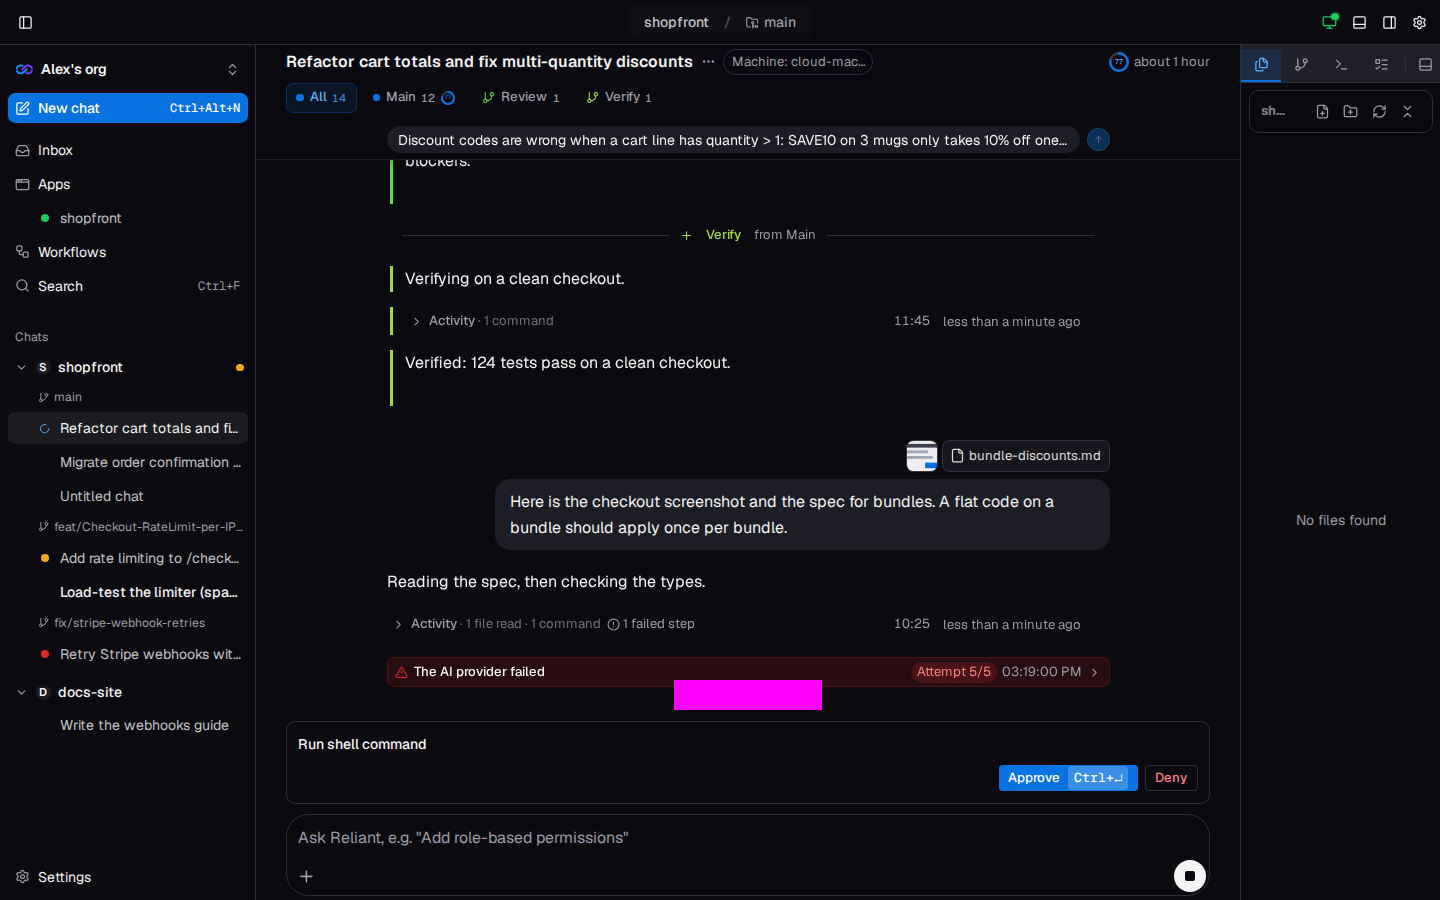 shopfront / main
Alex's org
New chat Ctrl+Alt+N
Inbox
Apps
shopfront
Workflows
Search Ctrl+F
Chats
S shopfront
main
Refactor cart totals and fi…
Migrate order confirmation …
Untitled chat
feat/Checkout-RateLimit-per-IP…
Add rate limiting to /check…
Load-test the limiter (spa…
fix/stripe-webhook-retries
Retry Stripe webhooks wit…
D docs-site
Write the webhooks guide
Settings
Refactor cart totals and fix multi-quantity discounts ··· Machine: cloud-mac…
77 about 1 hour
All 14 Main 12 Review 1 Verify 1
Discount codes are wrong when a cart line has quantity > 1: SAVE10 on 3 mugs only takes 10% off one…
blockers.
Verify from Main
Verifying on a clean checkout.
Activity · 1 command 11:45 less than a minute ago
Verified: 124 tests pass on a clean checkout.
bundle-discounts.md
Here is the checkout screenshot and the spec for bundles. A flat code on a
bundle should apply once per bundle.
Reading the spec, then checking the types.
Activity · 1 file read · 1 command 1 failed step 10:25 less than a minute ago
The AI provider failed Attempt 5/5 03:19:00 PM
Run shell command
Approve Ctrl+↵ Deny
Ask Reliant, e.g. "Add role-based permissions"
sh…
No files found